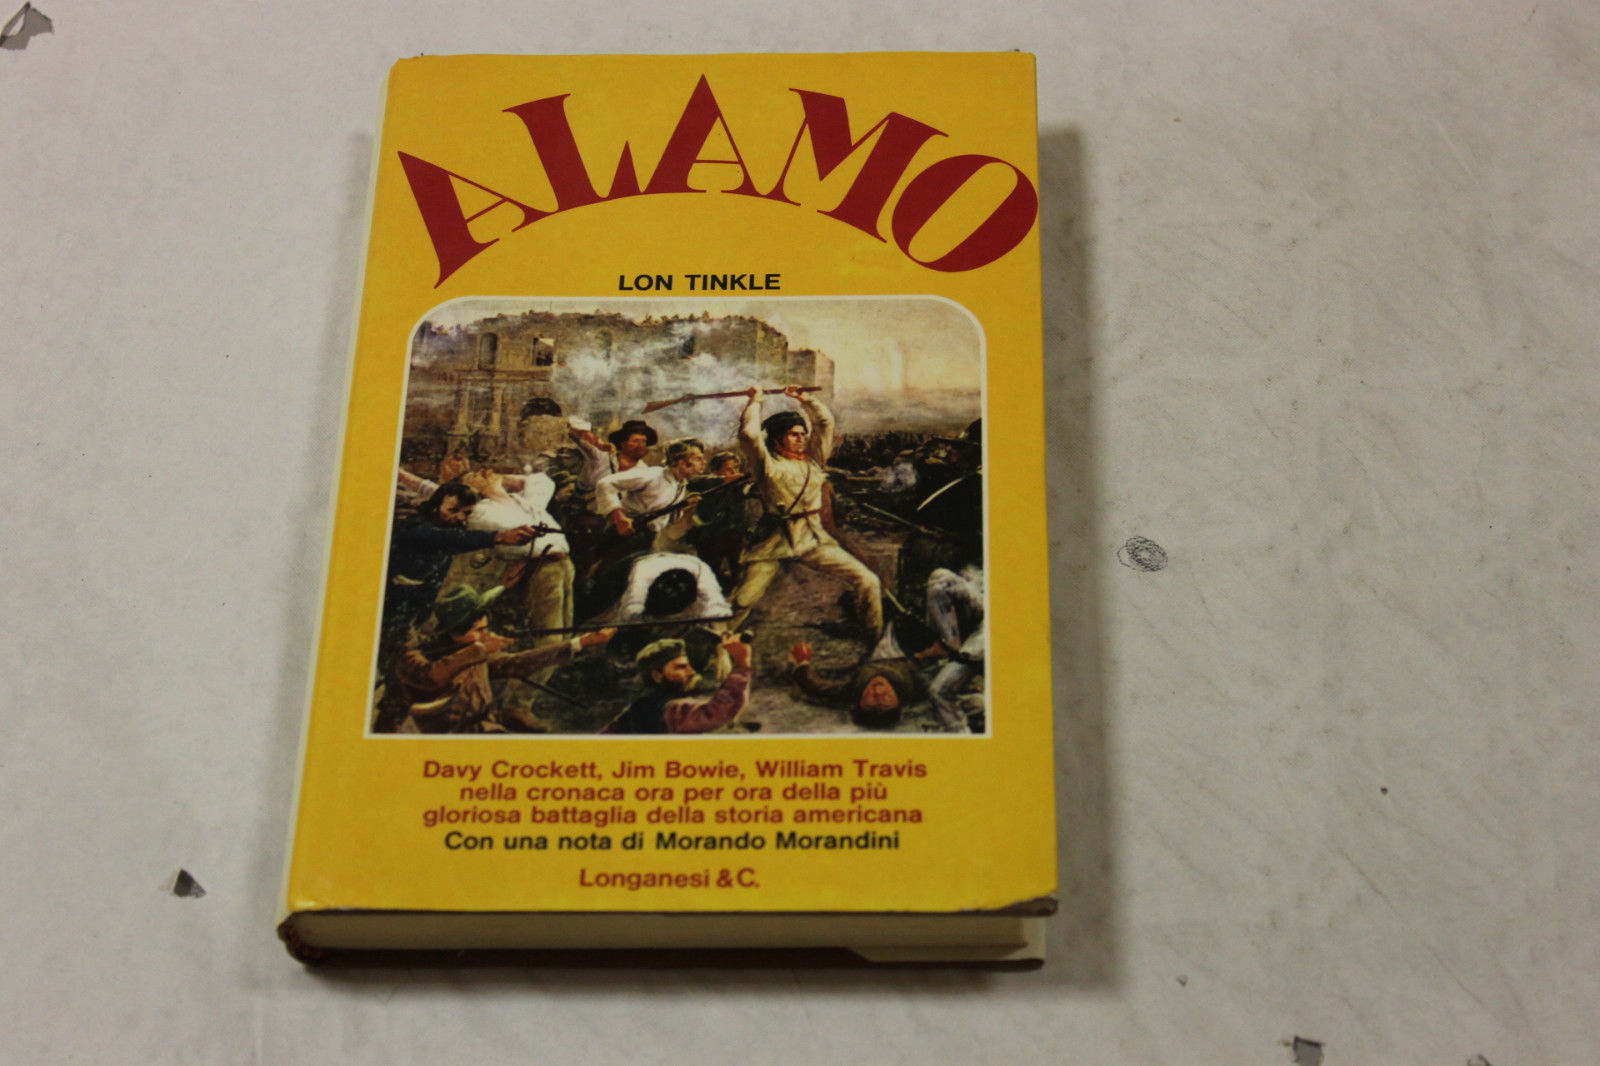 ALAMO
LON TINKLE
Davy Crockett, Jim Bowie, William Travis
nella cronaca ora per ora della più
gloriosa battaglia della storia americana
Con una nota di Morando Morandini
Longanesi & C.